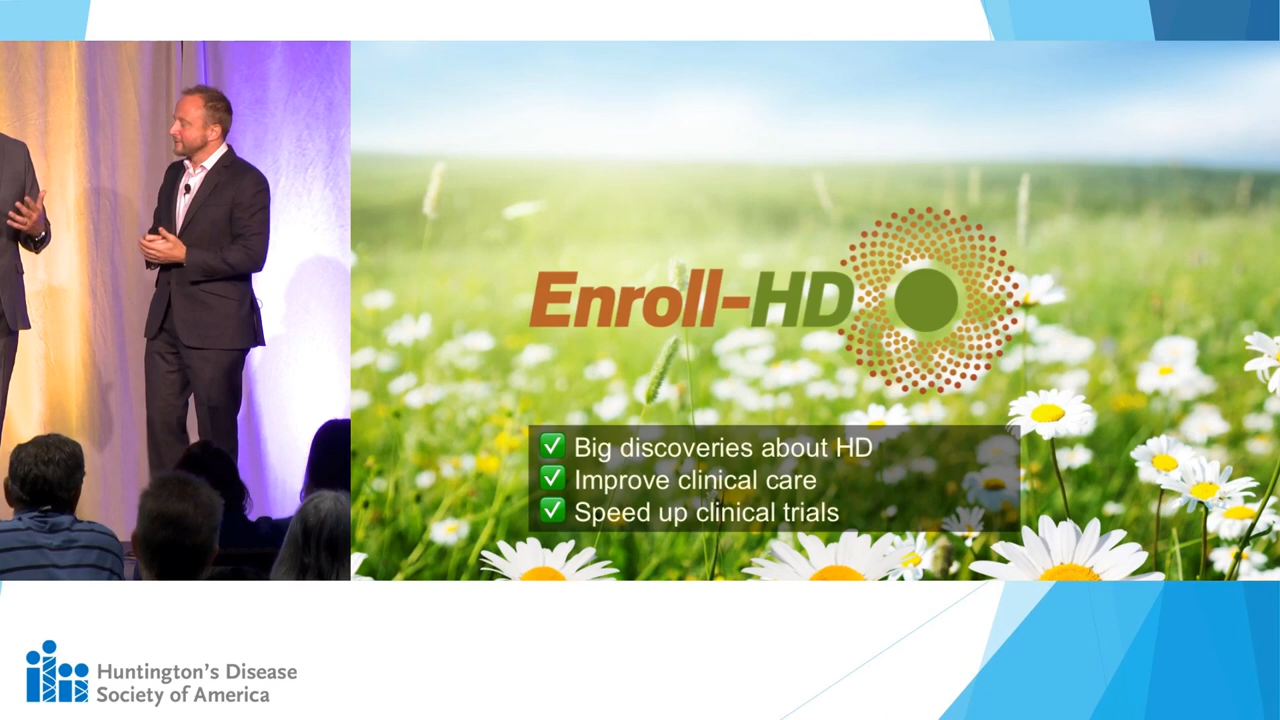 Enroll-HD
Big discoveries about HD
Improve clinical care
Speed up clinical trials
Huntington's Disease
Society of America